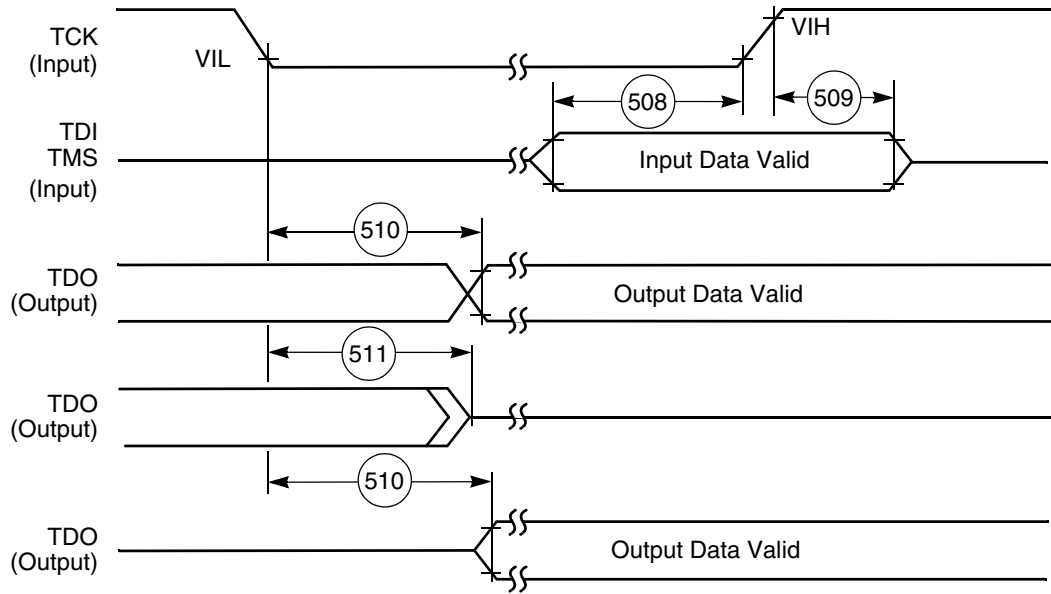 TCK
(Input)
VIL
VIH
508
509
TDI
TMS
(Input)
Input Data Valid
510
TDO
(Output)
Output Data Valid
511
TDO
(Output)
510
TDO
(Output)
Output Data Valid